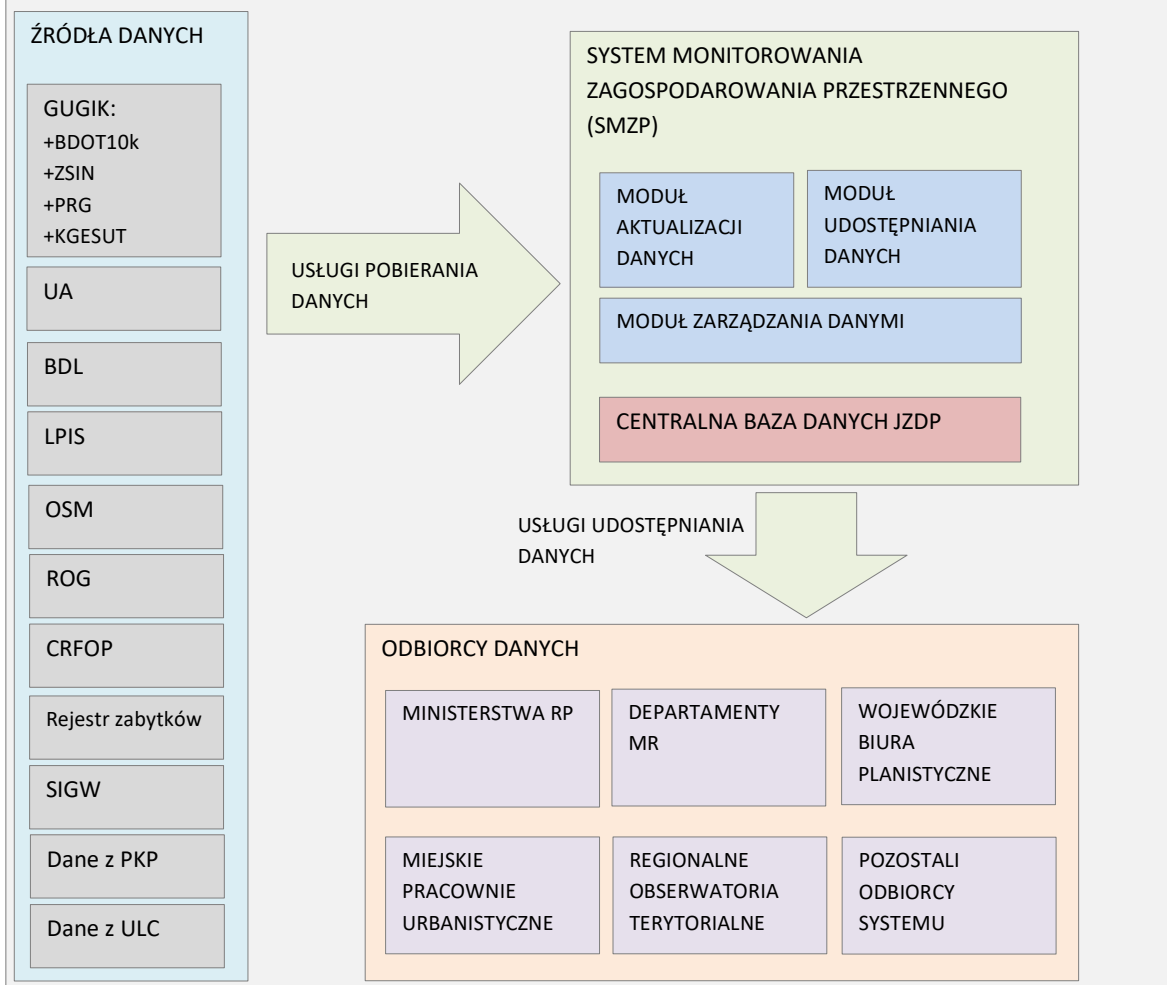 ŹRÓDŁA DANYCH
GUGIK:
+BDOT10k
+ZSIN
+PRG
+KGESUT
UA
BDL
LPIS
OSM
ROG
CRFOP
Rejestr zabytków
SIGW
Dane z PKP
Dane z ULC
USŁUGI POBIERANIA
DANYCH
SYSTEM MONITOROWANIA
ZAGOSPODAROWANIA PRZESTRZENNEGO
(SMZP)
MODUŁ
AKTUALIZACJI
DANYCH
MODUŁ
UDOSTĘPNIANIA
DANYCH
MODUŁ ZARZĄDZANIA DANYMI
CENTRALNA BAZA DANYCH JZDP
USŁUGI UDOSTĘPNIANIA
DANYCH
ODBIORCY DANYCH
MINISTERSTWA RP
DEPARTAMENTY
MR
WOJEWÓDZKIE
BIURA
PLANISTYCZNE
MIEJSKIE
PRACOWNIE
URBANISTYCZNE
REGIONALNE
OBSERWATORIA
TERYTORIALNE
POZOSTALI
ODBIORCY
SYSTEMU